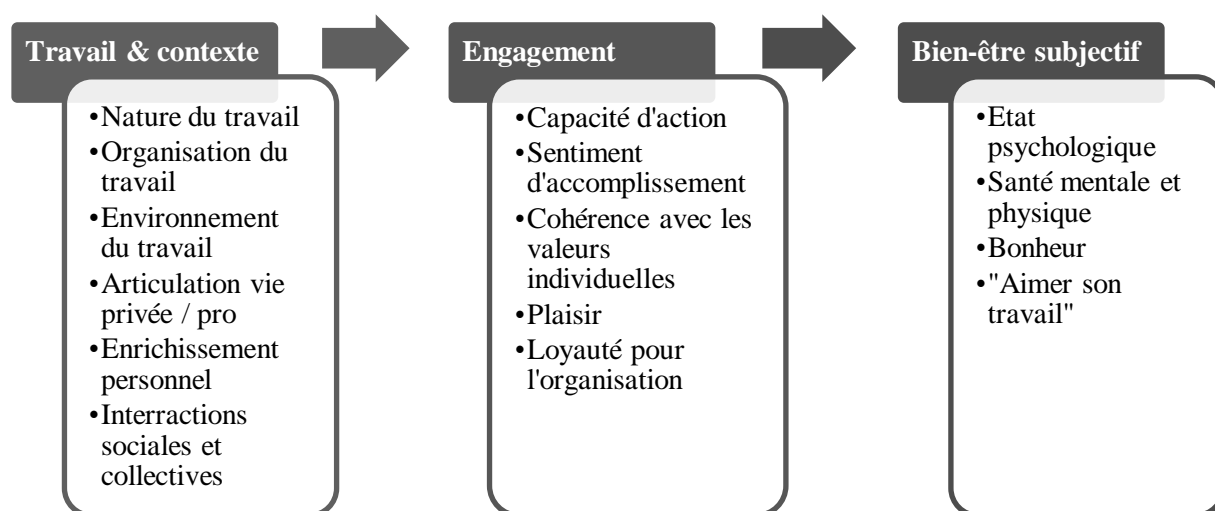 Travail & contexte
•Nature du travail
•Organisation du
travail
•Environnement
du travail
•Articulation vie
privée / pro
•Enrichissement
personnel
•Interractions
sociales et
collectives
Engagement
•Capacité d'action
•Sentiment
d'accomplissement
•Cohérence avec les
valeurs
individuelles
•Plaisir
•Loyauté pour
l'organisation
Bien-être subjectif
•Etat
psychologique
•Santé mentale et
physique
•Bonheur
•"Aimer son
travail"